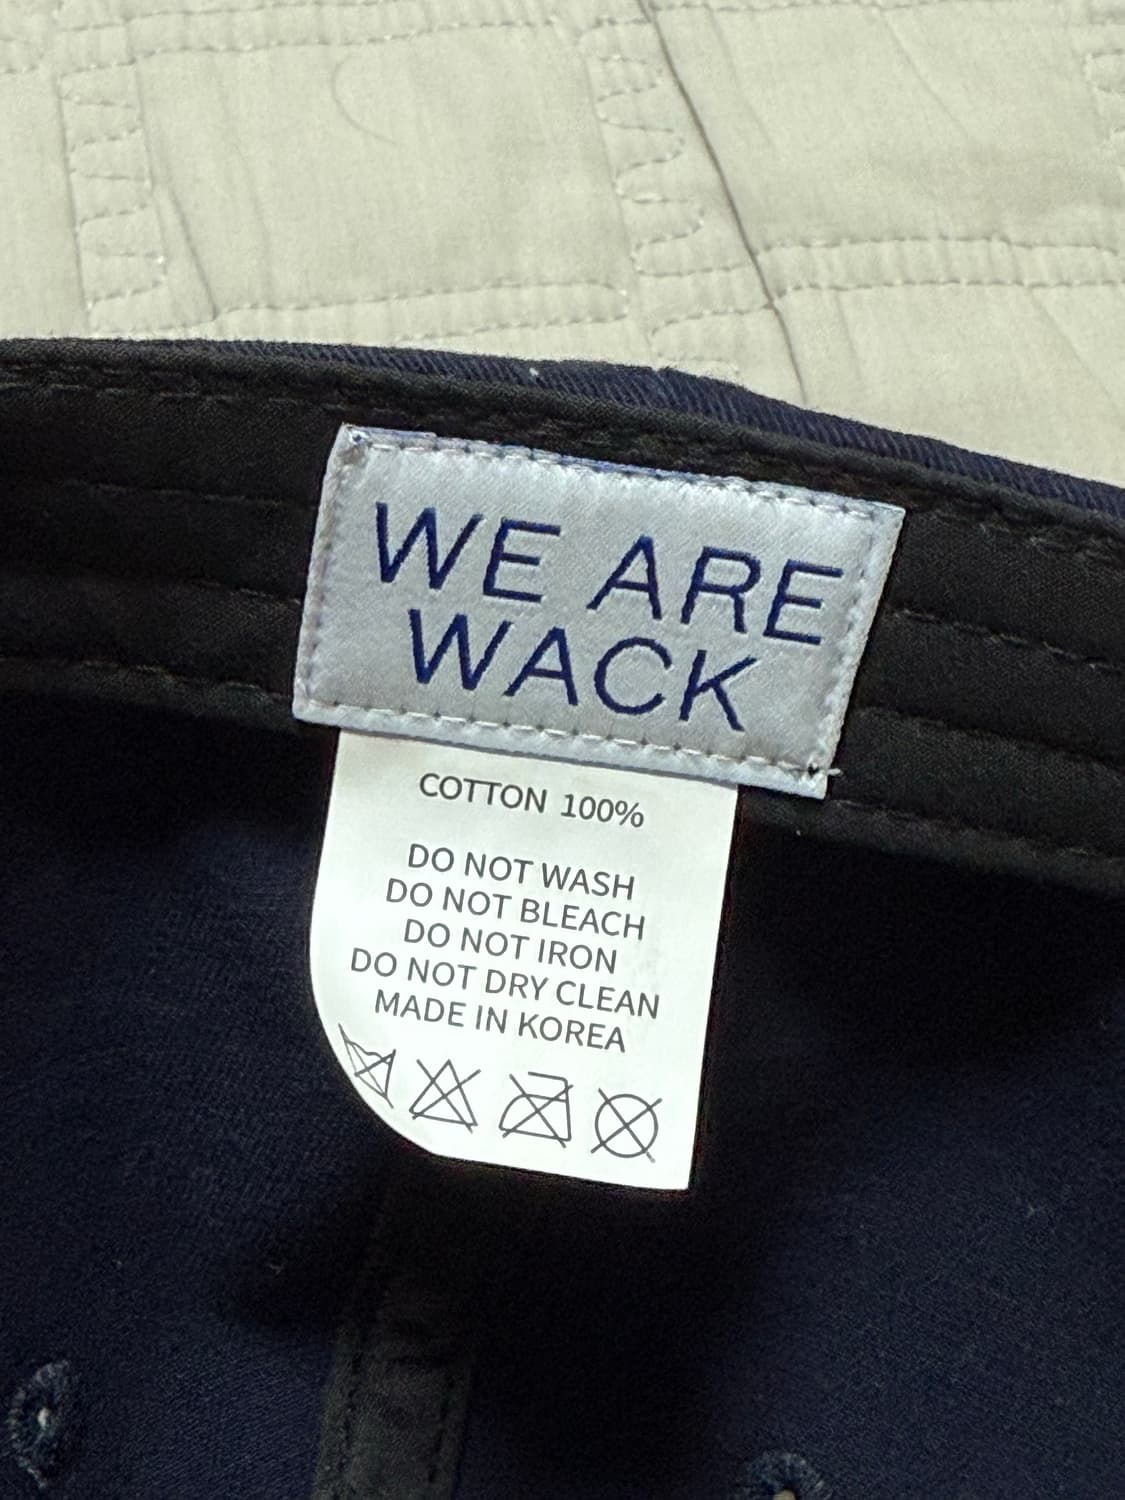 WE ARE
WACK
COTTON 100%
DO NOT WASH
DO NOT BLEACH
DO NOT IRON
DO NOT DRY CLEAN
MADE IN KOREA